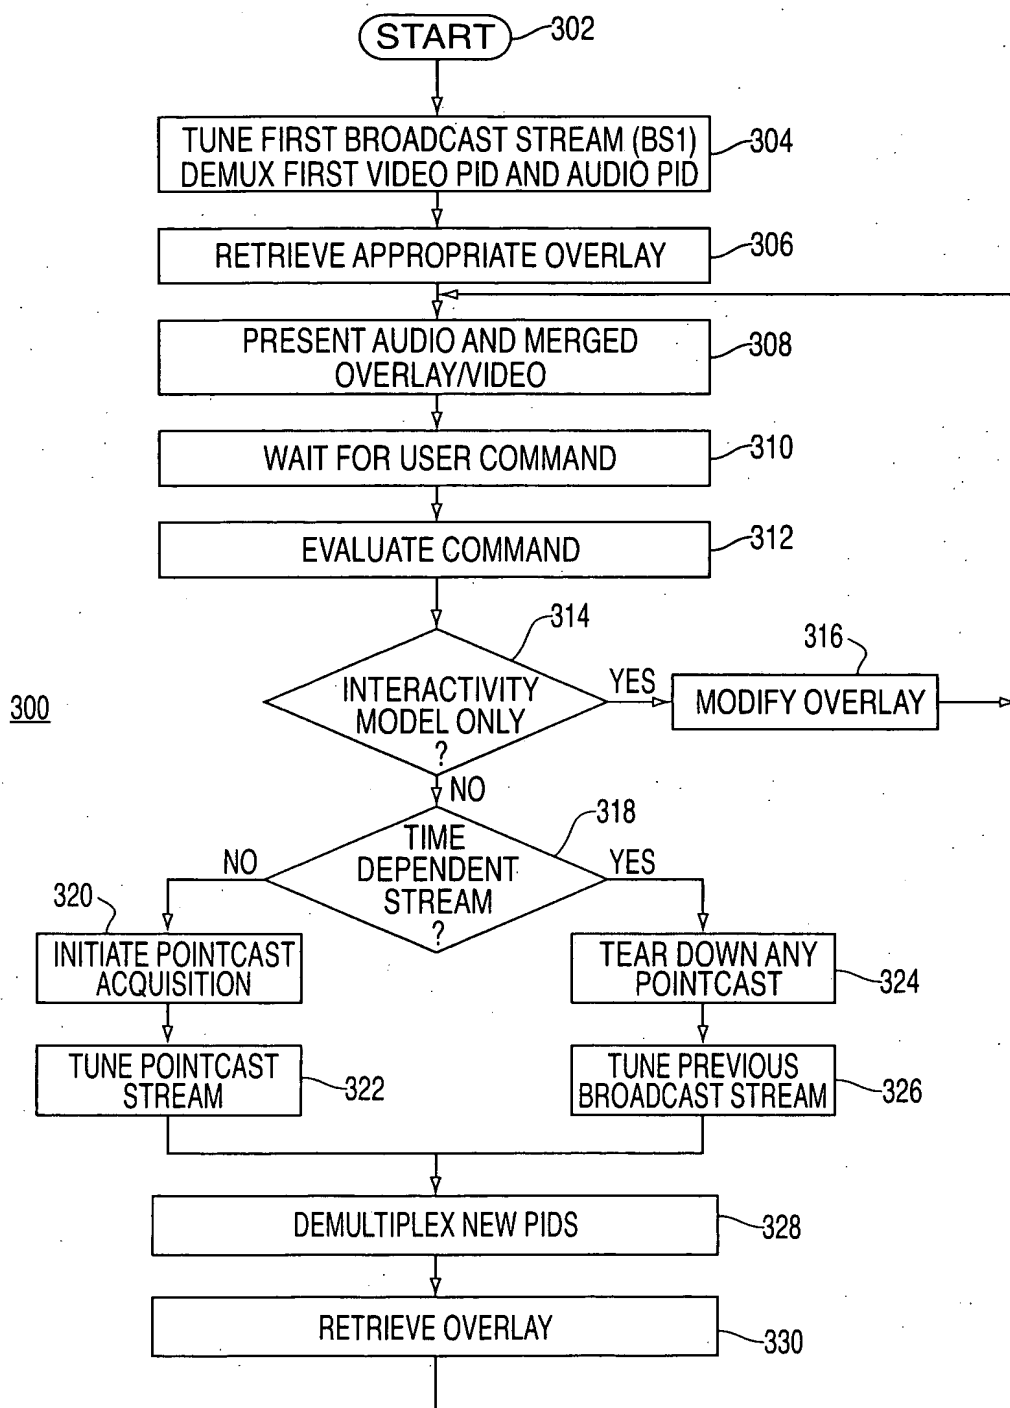 START
302
TUNE FIRST BROADCAST STREAM (BS1)
DEMUX FIRST VIDEO PID AND AUDIO PID
304
RETRIEVE APPROPRIATE OVERLAY
306
PRESENT AUDIO AND MERGED
OVERLAY/VIDEO
308
WAIT FOR USER COMMAND
310
EVALUATE COMMAND
312
314
INTERACTIVITY
MODEL ONLY
?
YES
316
MODIFY OVERLAY
300
NO
318
TIME
DEPENDENT
STREAM
?
NO
YES
320
INITIATE POINTCAST
ACQUISITION
TEAR DOWN ANY
POINTCAST
324
TUNE POINTCAST
STREAM
322
TUNE PREVIOUS
BROADCAST STREAM
326
DEMULTIPLEX NEW PIDS
328
RETRIEVE OVERLAY
330